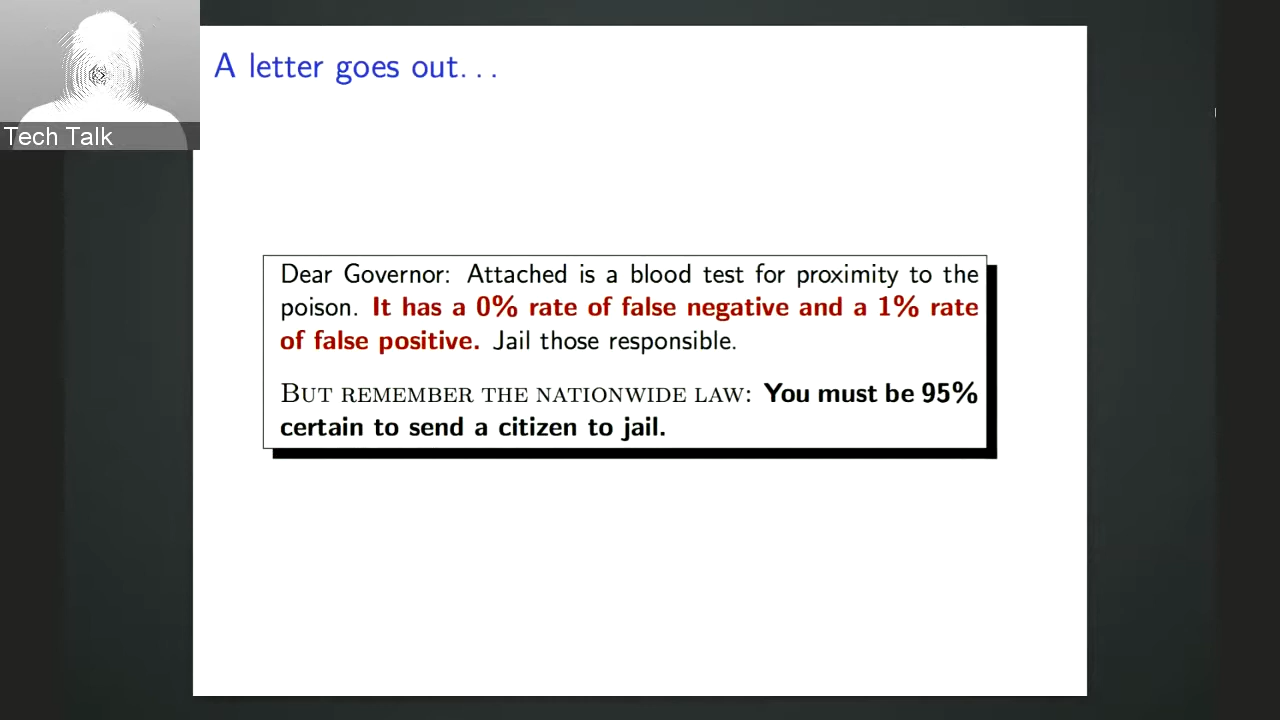 Tech Talk
A letter goes out. . .
Dear Governor: Attached is a blood test for proximity to the
poison. It has a 0% rate of false negative and a 1% rate
of false positive. Jail those responsible.
But remember the nationwide law: You must be 95%
certain to send a citizen to jail.